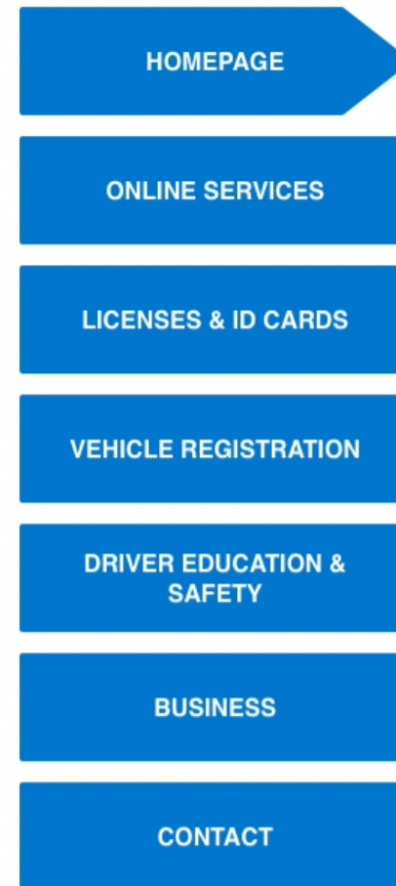 HOMEPAGE
ONLINE SERVICES
LICENSES & ID CARDS
VEHICLE REGISTRATION
DRIVER EDUCATION &
SAFETY
BUSINESS
CONTACT